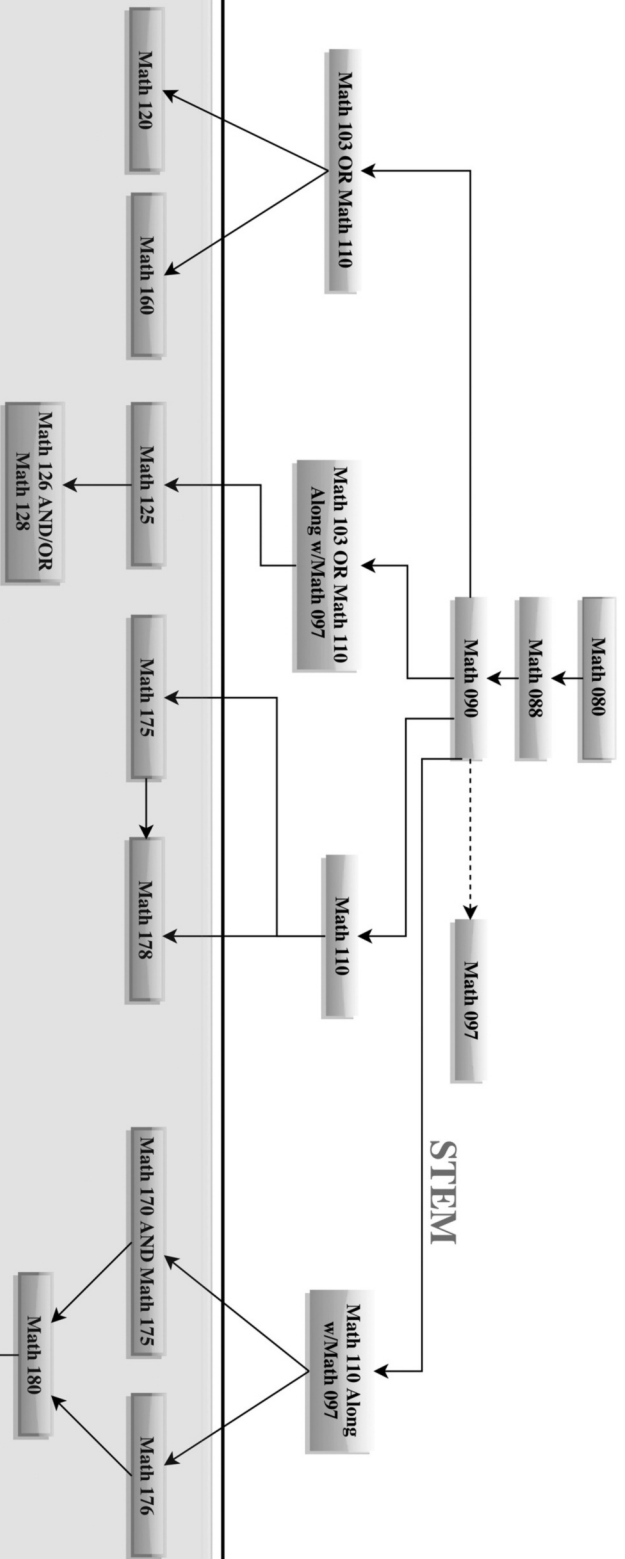 Math 080
Math 088
Math 090
Math 097
STEM
Math 103 OR Math 110
Math 103 OR Math 110
Along w/Math 097
Math 110
Math 110 Along
w/Math 097
Math 120
Math 160
Math 125
Math 175
Math 178
Math 170 AND Math 175
Math 176
Math 126 AND/OR
Math 128
Math 180